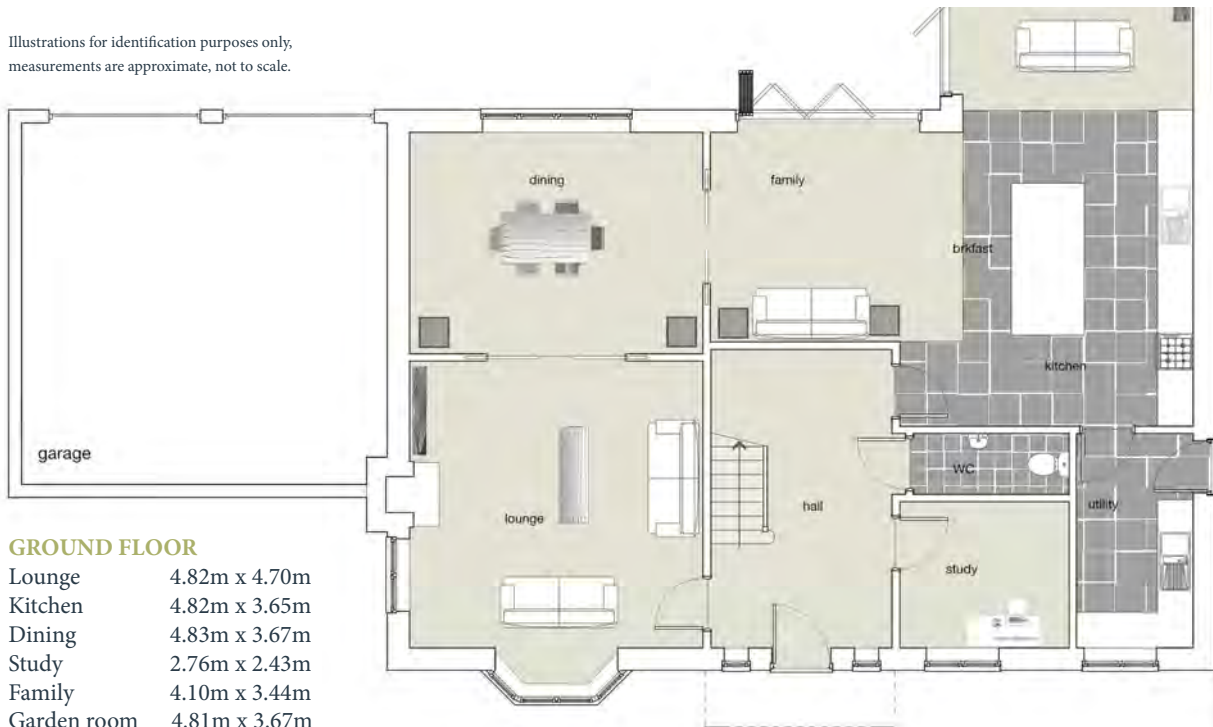 Illustrations for identification purposes only,
measurements are approximate, not to scale.
dining
family
brkfast
kitchen
garage
WC
lounge
hall
utility
study
GROUND FLOOR
Lounge 4.82m x 4.70m
Kitchen 4.82m x 3.65m
Dining 4.83m x 3.67m
Study 2.76m x 2.43m
Family 4.10m x 3.44m
Garden room 4.81m x 3.67m